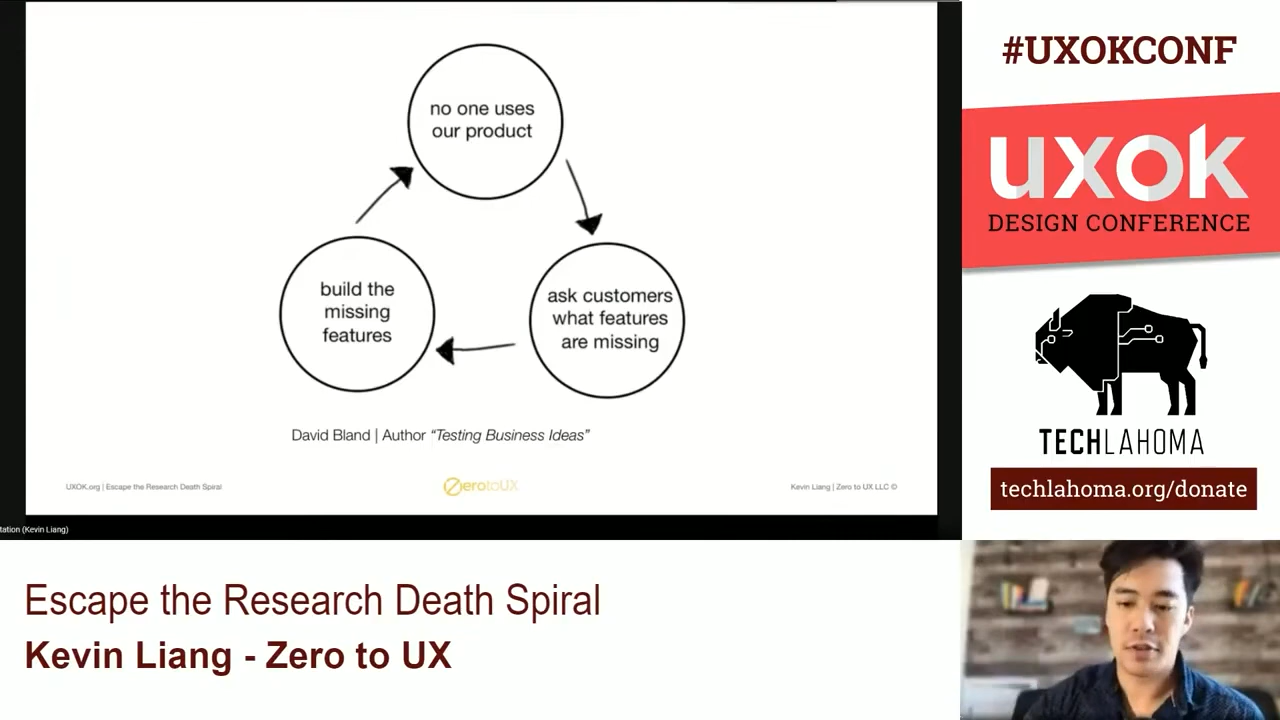 no one uses
our product
ask customers
what features
are missing
build the
missing
features
David Bland | Author “Testing Business Ideas”
UXOK.org | Escape the Research Death Spiral
ZerotoUX
Kevin Liang | Zero to UX LLC ©
tation (Kevin Liang)
#UXOKCONF
uxok
DESIGN CONFERENCE
TECHLAHOMA
techlahoma.org/donate
Escape the Research Death Spiral
Kevin Liang - Zero to UX